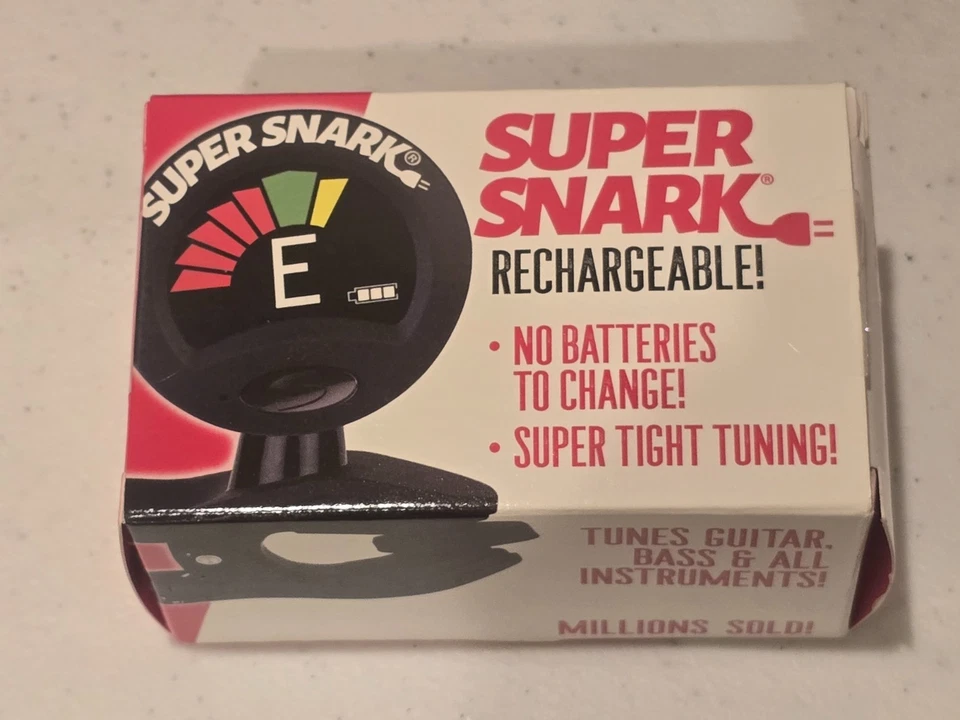 SUPER SNARK®
E
SUPER
SNARK®
RECHARGEABLE!
• NO BATTERIES
TO CHANGE!
• SUPER TIGHT TUNING!
TUNES GUITAR,
BASS & ALL
INSTRUMENTS!
MILLIONS SOLD!